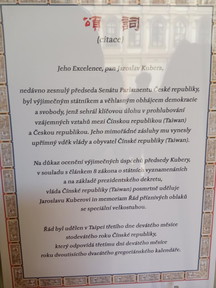 頌詞
(citace)
Jeho Excelence, pan Jaroslav Kubera,
nedávno zesnulý předseda Senátu Parlamentu České republiky,
byl výjimečným státníkem a věhlasným obhájcem demokracie
a svobody, jenž sehrál klíčovou úlohu v prohlubování
vzájemných vztahů mezi Čínskou republikou (Taiwan)
a Českou republikou. Jeho mimořádné zásluhy mu vynesly
upřímný vděk vlády a obyvatel Čínské republiky (Taiwan).
Na důkaz ocenění výjimečných úspěchů předsedy Kubery,
v souladu s článkem 8 zákona o státních vyznamenáních
a na základě prezidentského dekretu,
vláda Čínské republiky (Taiwan) posmrtně uděluje
Jaroslavu Kuberovi in memoriam Řád příznivých oblaků
se speciální velkostuhou.
Řád byl udělen v Taipei třetího dne devátého měsíce
stodevátého roku Čínské republiky,
který odpovídá třetímu dni devátého měsíce
roku dvoutisícího dvacátého gregoriánského kalendáře.